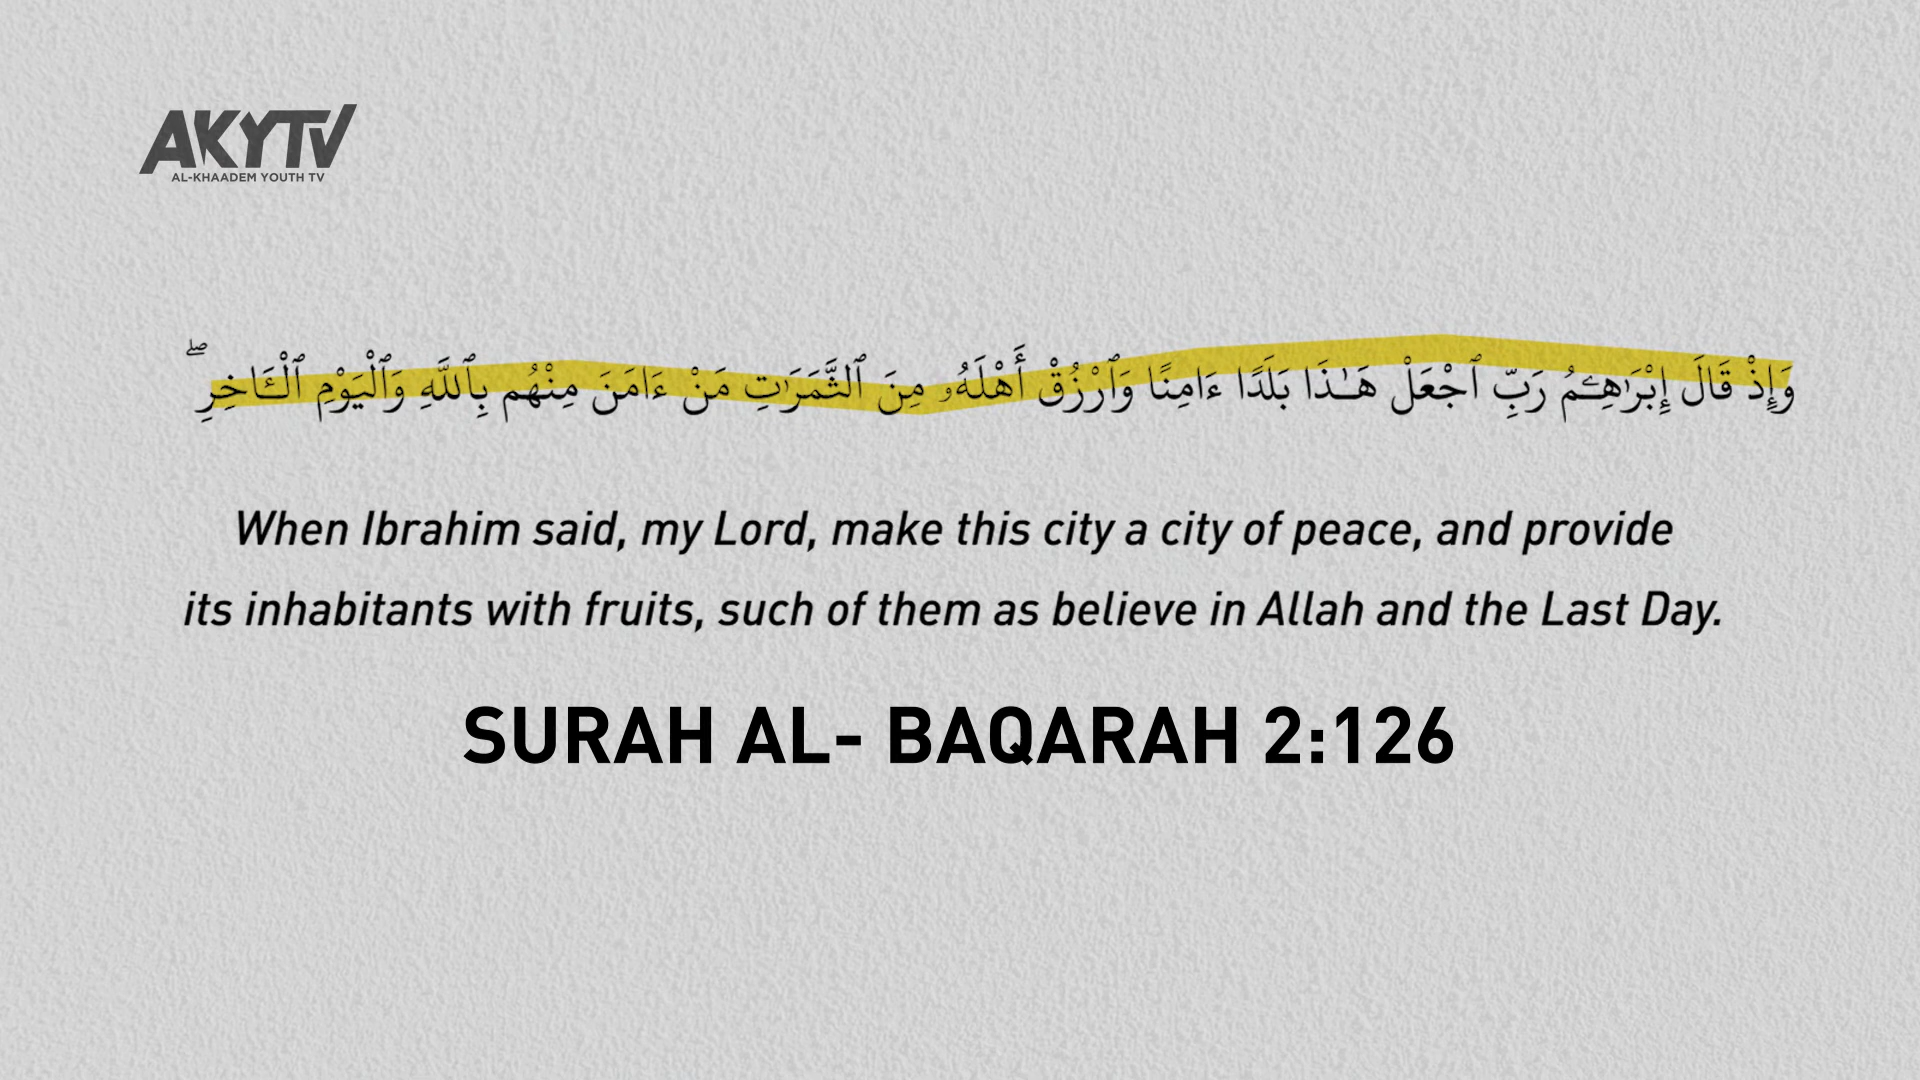 AKYTV
AL-KHAADEM YOUTH TV
وَإِذْ قَالَ إِبْرَٰهِـۧمُ رَبِّ ٱجْعَلْ هَـٰذَا بَلَدًا ءَامِنًا وَٱرْزُقْ أَهْلَهُۥ مِنَ ٱلثَّمَرَٰتِ مَنْ ءَامَنَ مِنْهُم بِٱللَّهِ وَٱلْيَوْمِ ٱلْـَٔاخِرِ ۖ
When Ibrahim said, my Lord, make this city a city of peace, and provide
its inhabitants with fruits, such of them as believe in Allah and the Last Day.
SURAH AL- BAQARAH 2:126